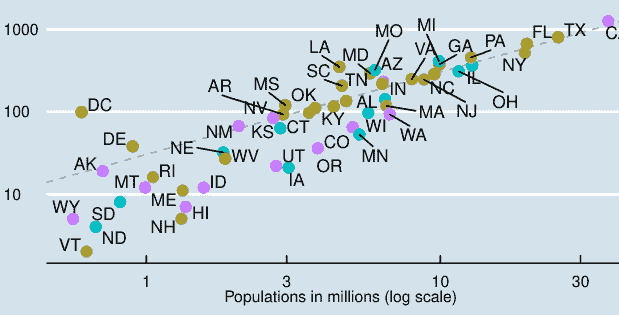 MI
MO
1000
FL
TX
LA
VA
GA
PA
MD
AZ
SC
NY
AR
MS
TN
IL
OK
IN
NC
OH
DC
NV
AL
NJ
100
KY
MA
NM
KS
CT
WI
WA
DE
NE
CO
WV
UT
OR
MN
AK
RI
IA
MT
ID
10
ME
WY
SD
HI
ND
NH
VT
1
3
10
30
Populations in millions (log scale)